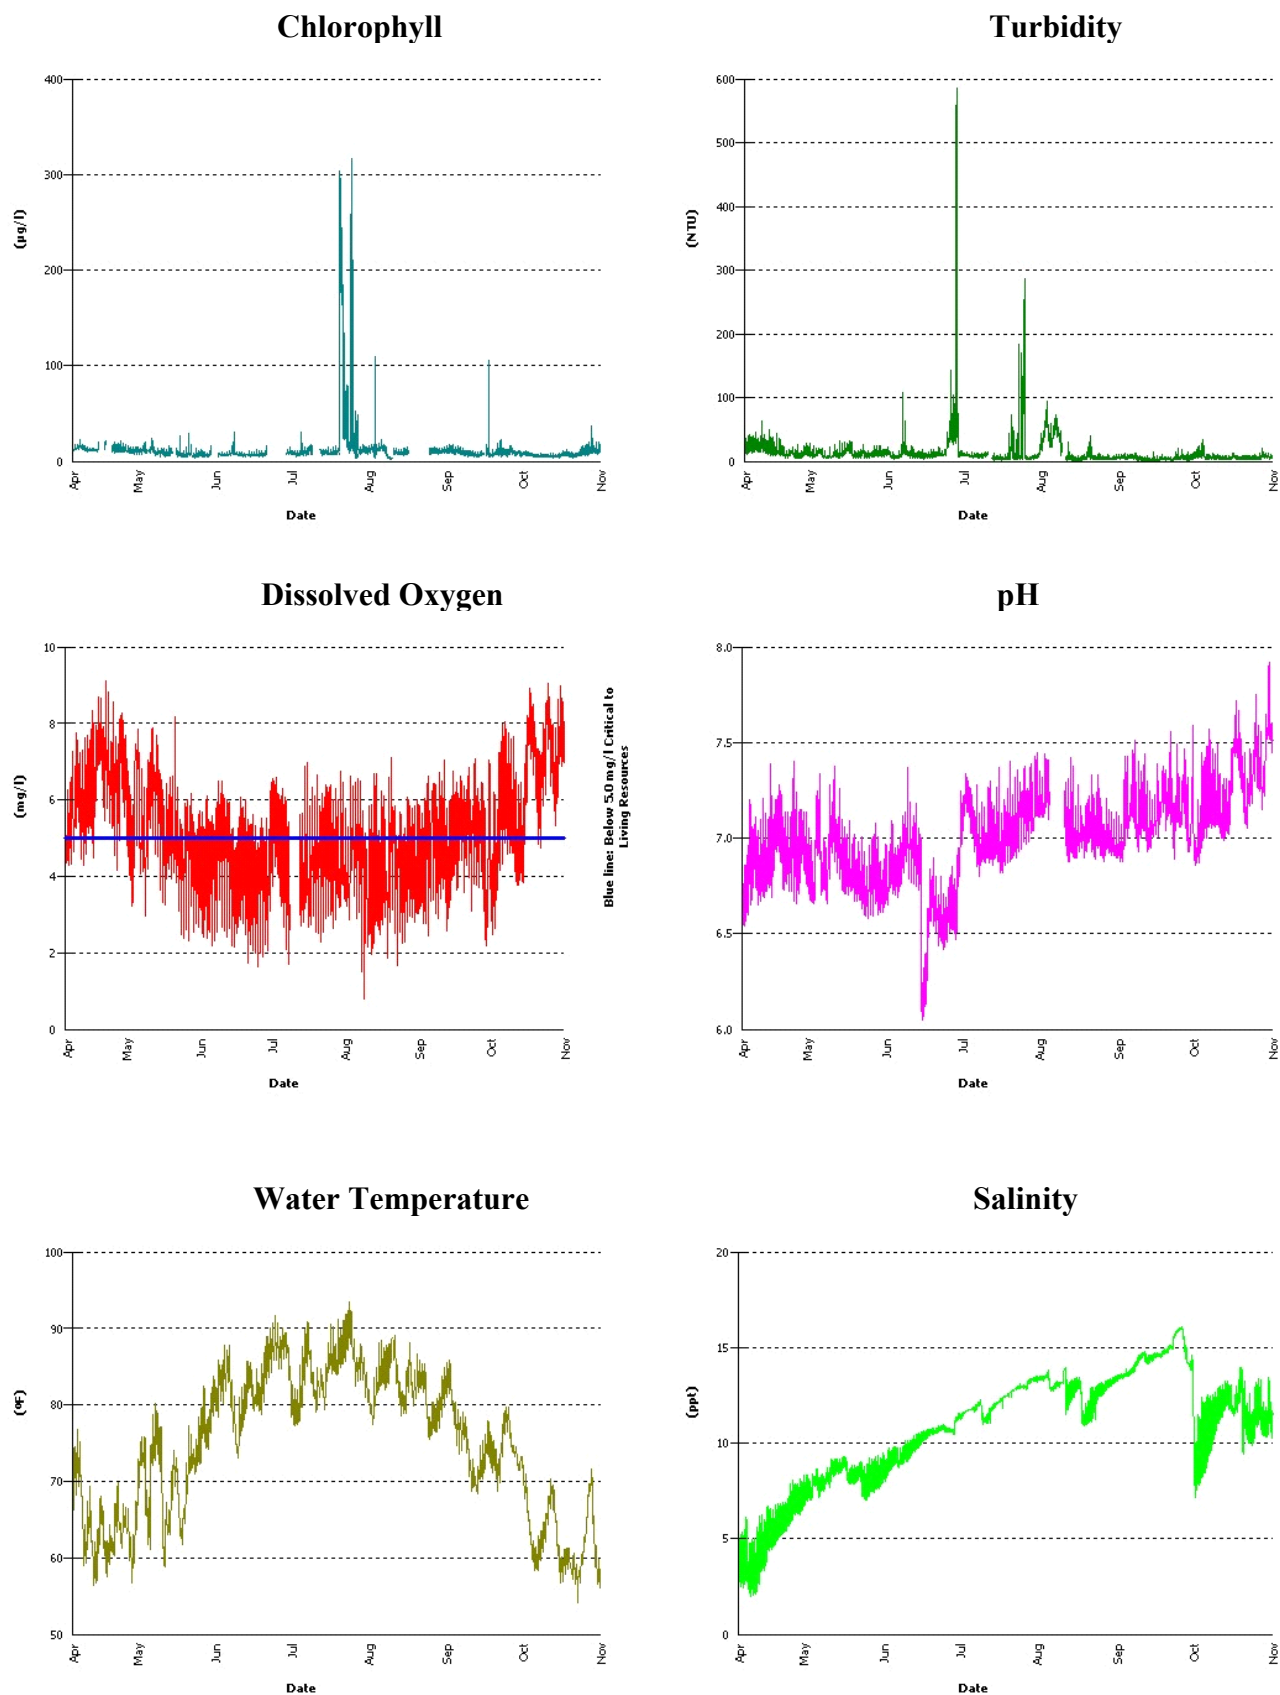 Chlorophyll
400
300
200
100
0
(µg/l)
Apr
May
Jun
Jul
Aug
Sep
Oct
Nov
Date
Turbidity
600
500
400
300
200
100
0
(NTU)
Apr
May
Jun
Jul
Aug
Sep
Oct
Nov
Date
Dissolved Oxygen
10
8
6
4
2
0
(mg/l)
Apr
May
Jun
Jul
Aug
Sep
Oct
Nov
Date
Blue line: Below 5.0 mg/l Critical to
Living Resources
pH
8.0
7.5
7.0
6.5
6.0
Apr
May
Jun
Jul
Aug
Sep
Oct
Nov
Date
Water Temperature
100
90
80
70
60
50
(ºF)
Apr
May
Jun
Jul
Aug
Sep
Oct
Nov
Date
Salinity
20
15
10
5
0
(ppt)
Apr
May
Jun
Jul
Aug
Sep
Oct
Nov
Date